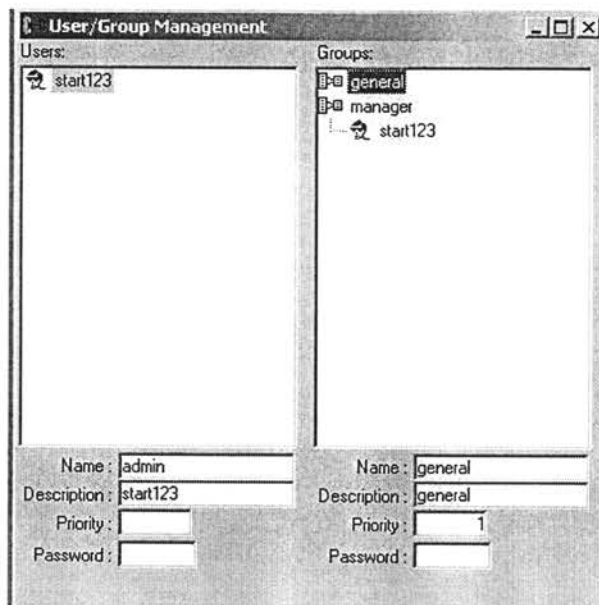 User/Group Management
Users:
start123
Groups:
general
manager
start123
Name : admin
Description : start123
Priority :
Password :
Name : general
Description : general
Priority : 1
Password :